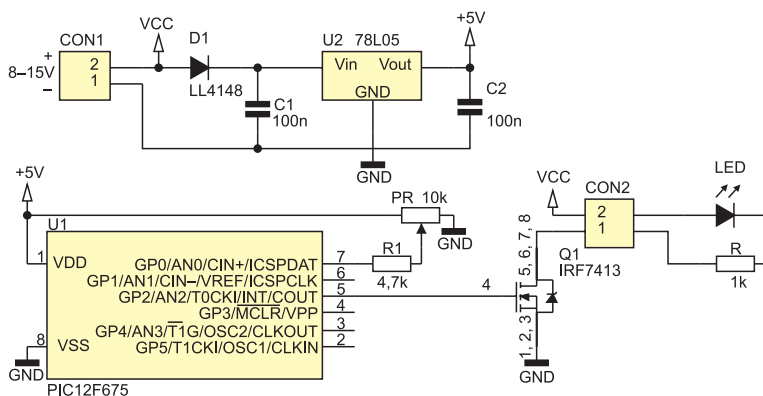 VCC
+5V
CON1
D1
U2 78L05
+
8–15V
–
2
1
LL4148
Vin
Vout
GND
C1
100n
C2
100n
GND
+5V
PR 10k
GND
VCC
CON2
LED
2
1
U1
1
VDD
GP0/AN0/CIN+/ICSPDAT
7
R1
4,7k
GP1/AN1/CIN–/VREF/ICSPCLK
6
GP2/AN2/T0CKI/INT/COUT
5
4
GP3/MCLR/VPP
4
GP4/AN3/T1G/OSC2/CLKOUT
3
8
VSS
GP5/T1CKI/OSC1/CLKIN
2
GND
PIC12F675
5, 6, 7, 8
Q1
IRF7413
1, 2, 3
GND
R
1k